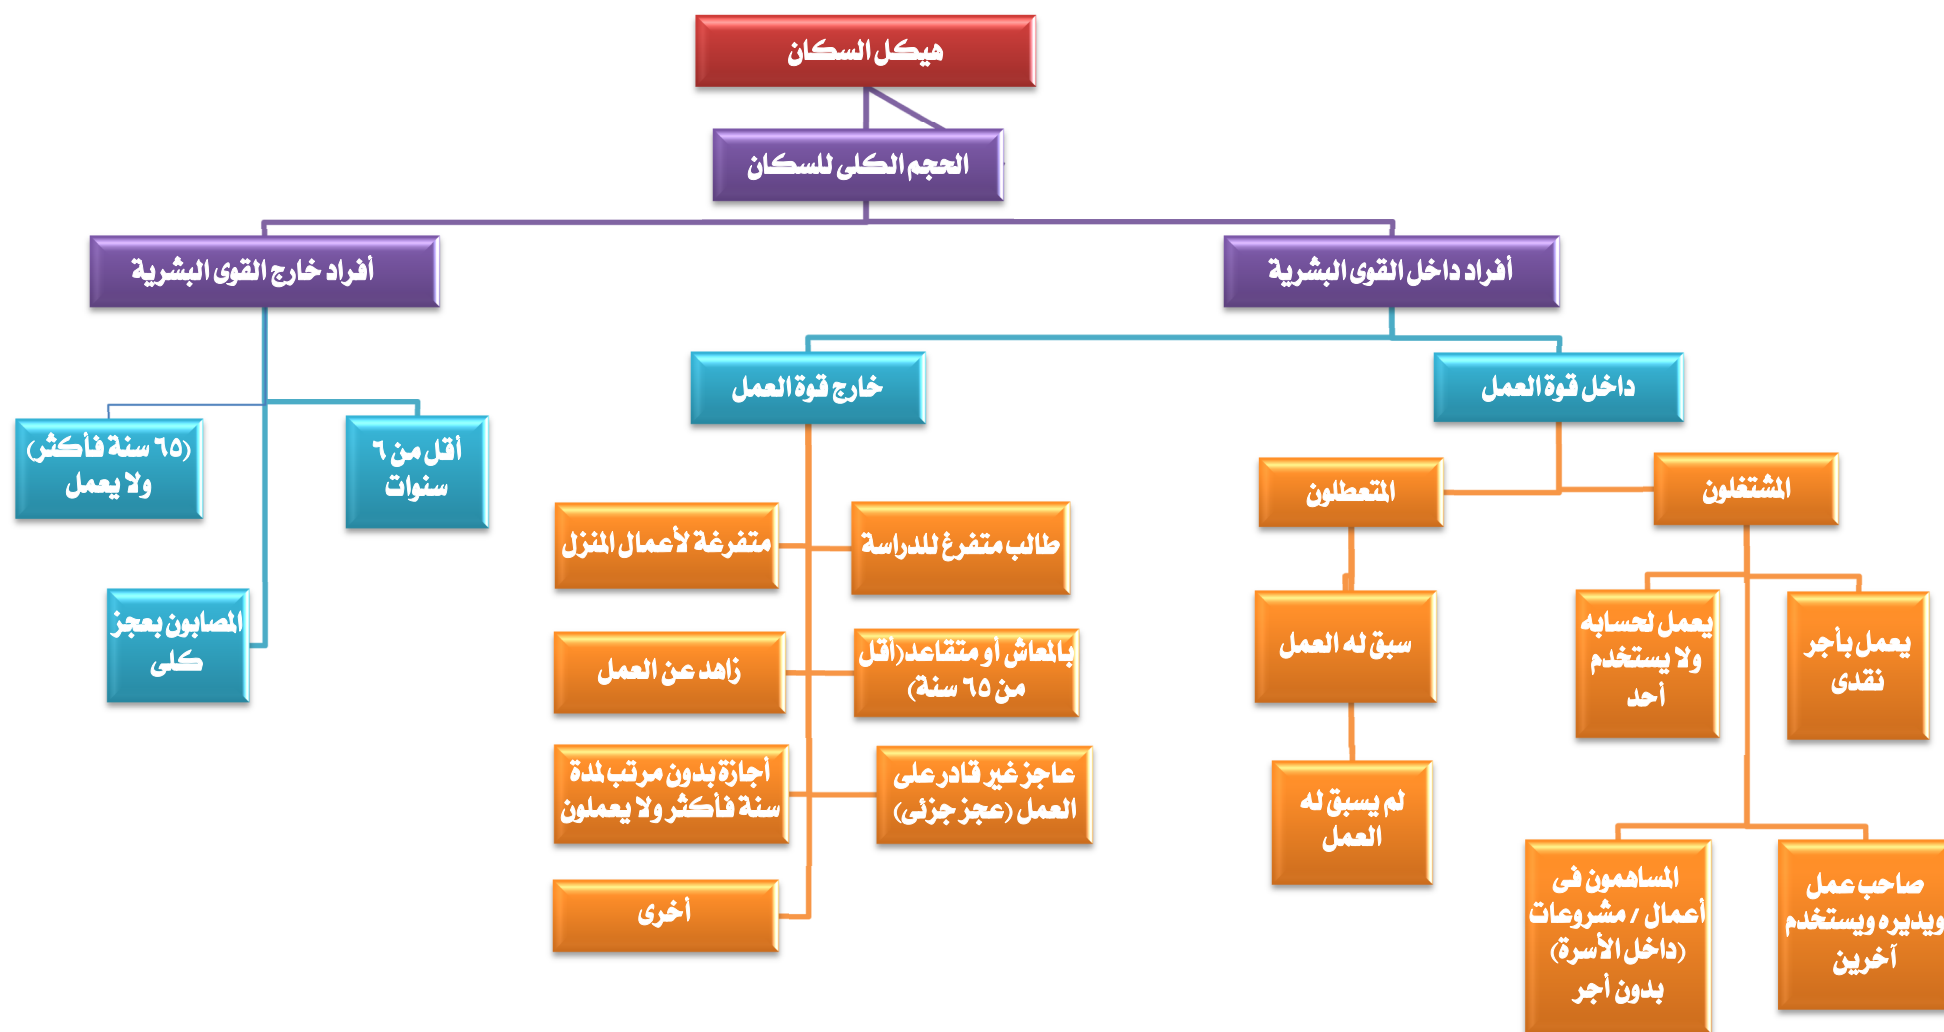 هيكل السكان
الحجم الكلى للسكان
أفراد داخل القوى البشرية
أفراد خارج القوى البشرية
داخل قوة العمل
خارج قوة العمل
أقل من ٦
سنوات
(٦٥ سنة فأكثر)
ولا يعمل
المصابون بعجز
كلى
المشتغلون
المتعطلون
طالب متفرغ للدراسة
متفرغة لأعمال المنزل
بالمعاش أو متقاعد(أقل
من ٦٥ سنة)
زاهد عن العمل
عاجز غير قادر على
العمل (عجز جزئى)
أجازة بدون مرتب لمدة
سنة فأكثر ولا يعملون
أخرى
يعمل بأجر
نقدى
يعمل لحسابه
ولا يستخدم
أحد
صاحب عمل
ويديره ويستخدم
آخرين
المساهمون فى
أعمال / مشروعات
(داخل الأسرة)
بدون أجر
سبق له العمل
لم يسبق له
العمل